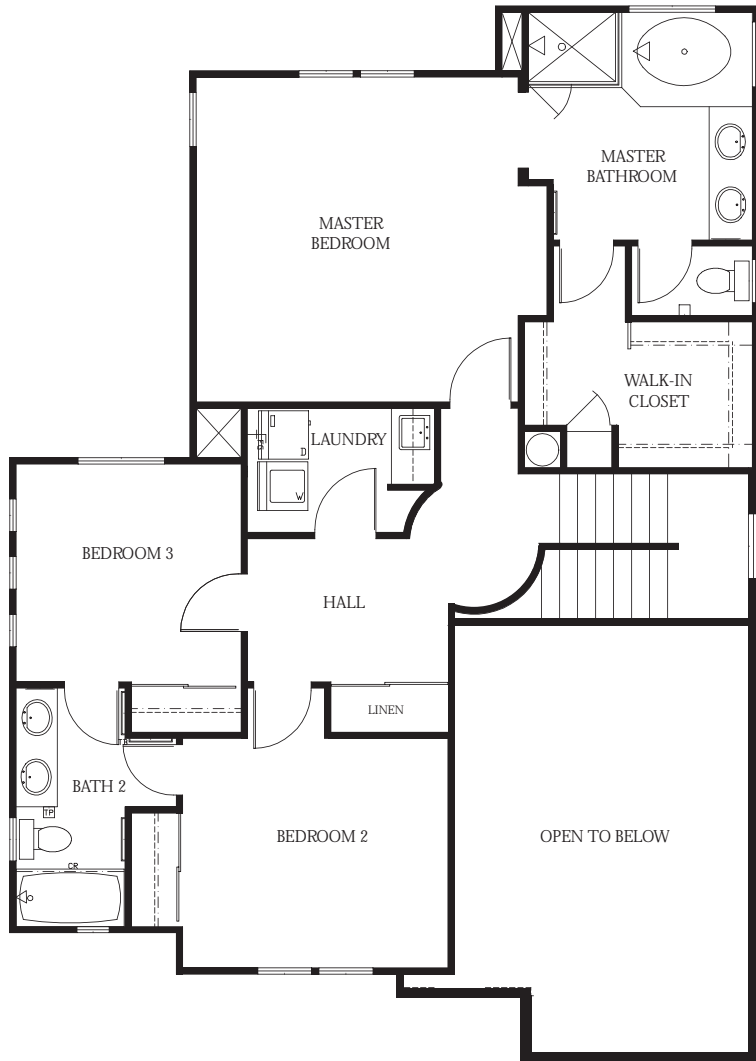 MASTER
BATHROOM
MASTER
BEDROOM
WALK-IN
CLOSET
LAUNDRY
D
W
BEDROOM 3
HALL
LINEN
BATH 2
TP
BEDROOM 2
OPEN TO BELOW
CR